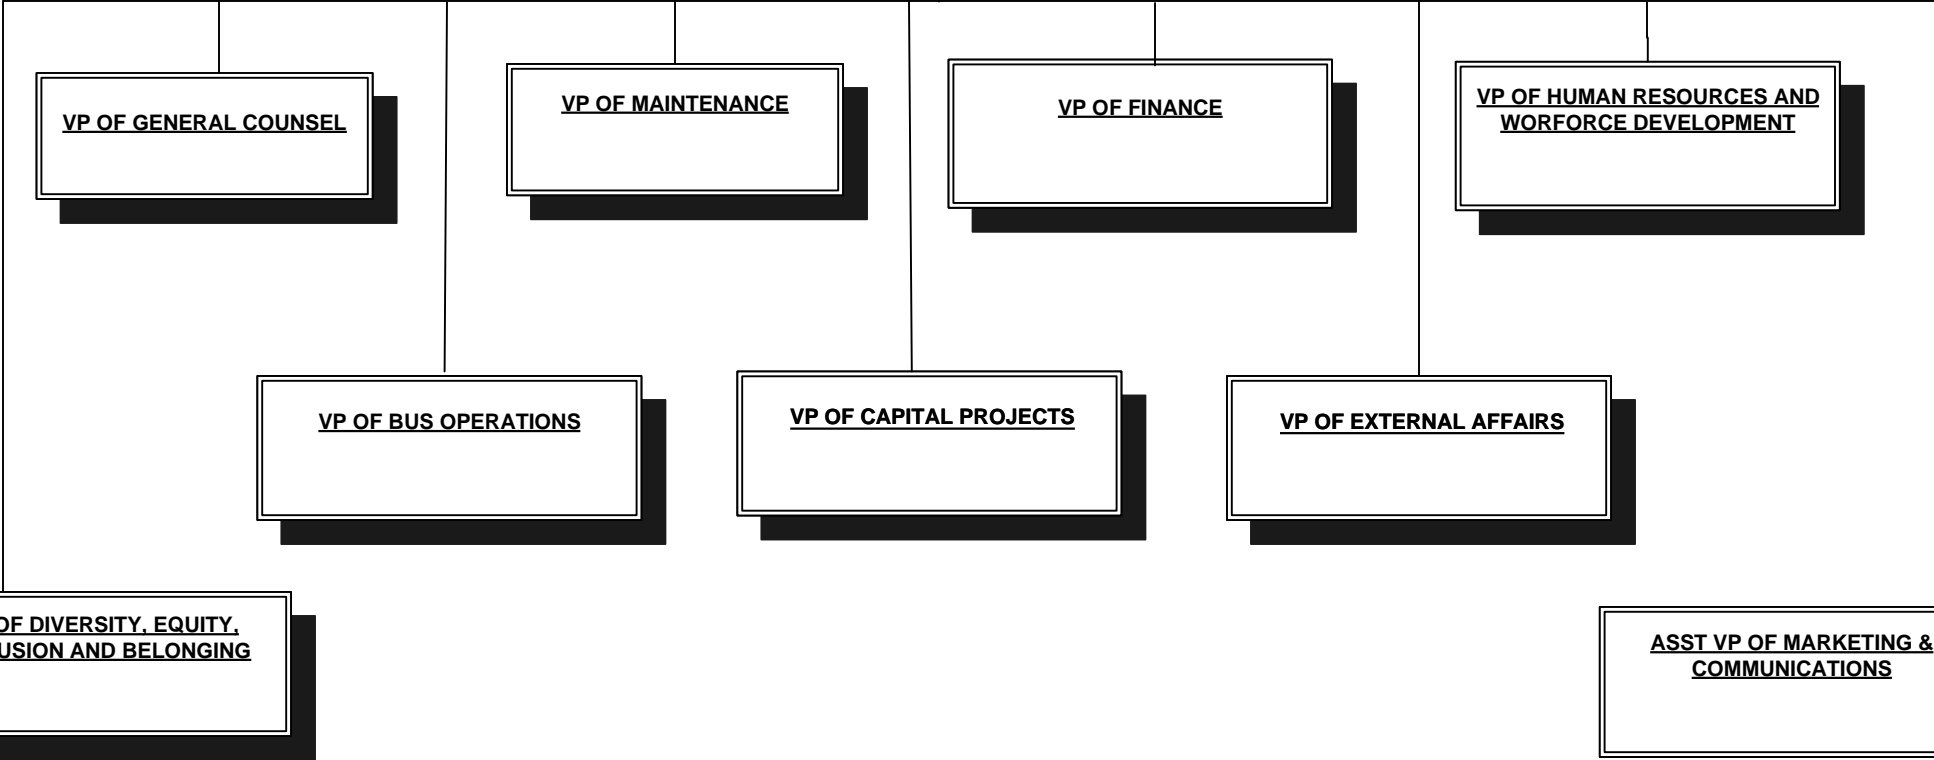 VP OF GENERAL COUNSEL
VP OF MAINTENANCE
VP OF FINANCE
VP OF HUMAN RESOURCES AND
WORFORCE DEVELOPMENT
VP OF BUS OPERATIONS
VP OF CAPITAL PROJECTS
VP OF EXTERNAL AFFAIRS
OF DIVERSITY, EQUITY,
USION AND BELONGING
ASST VP OF MARKETING &
COMMUNICATIONS